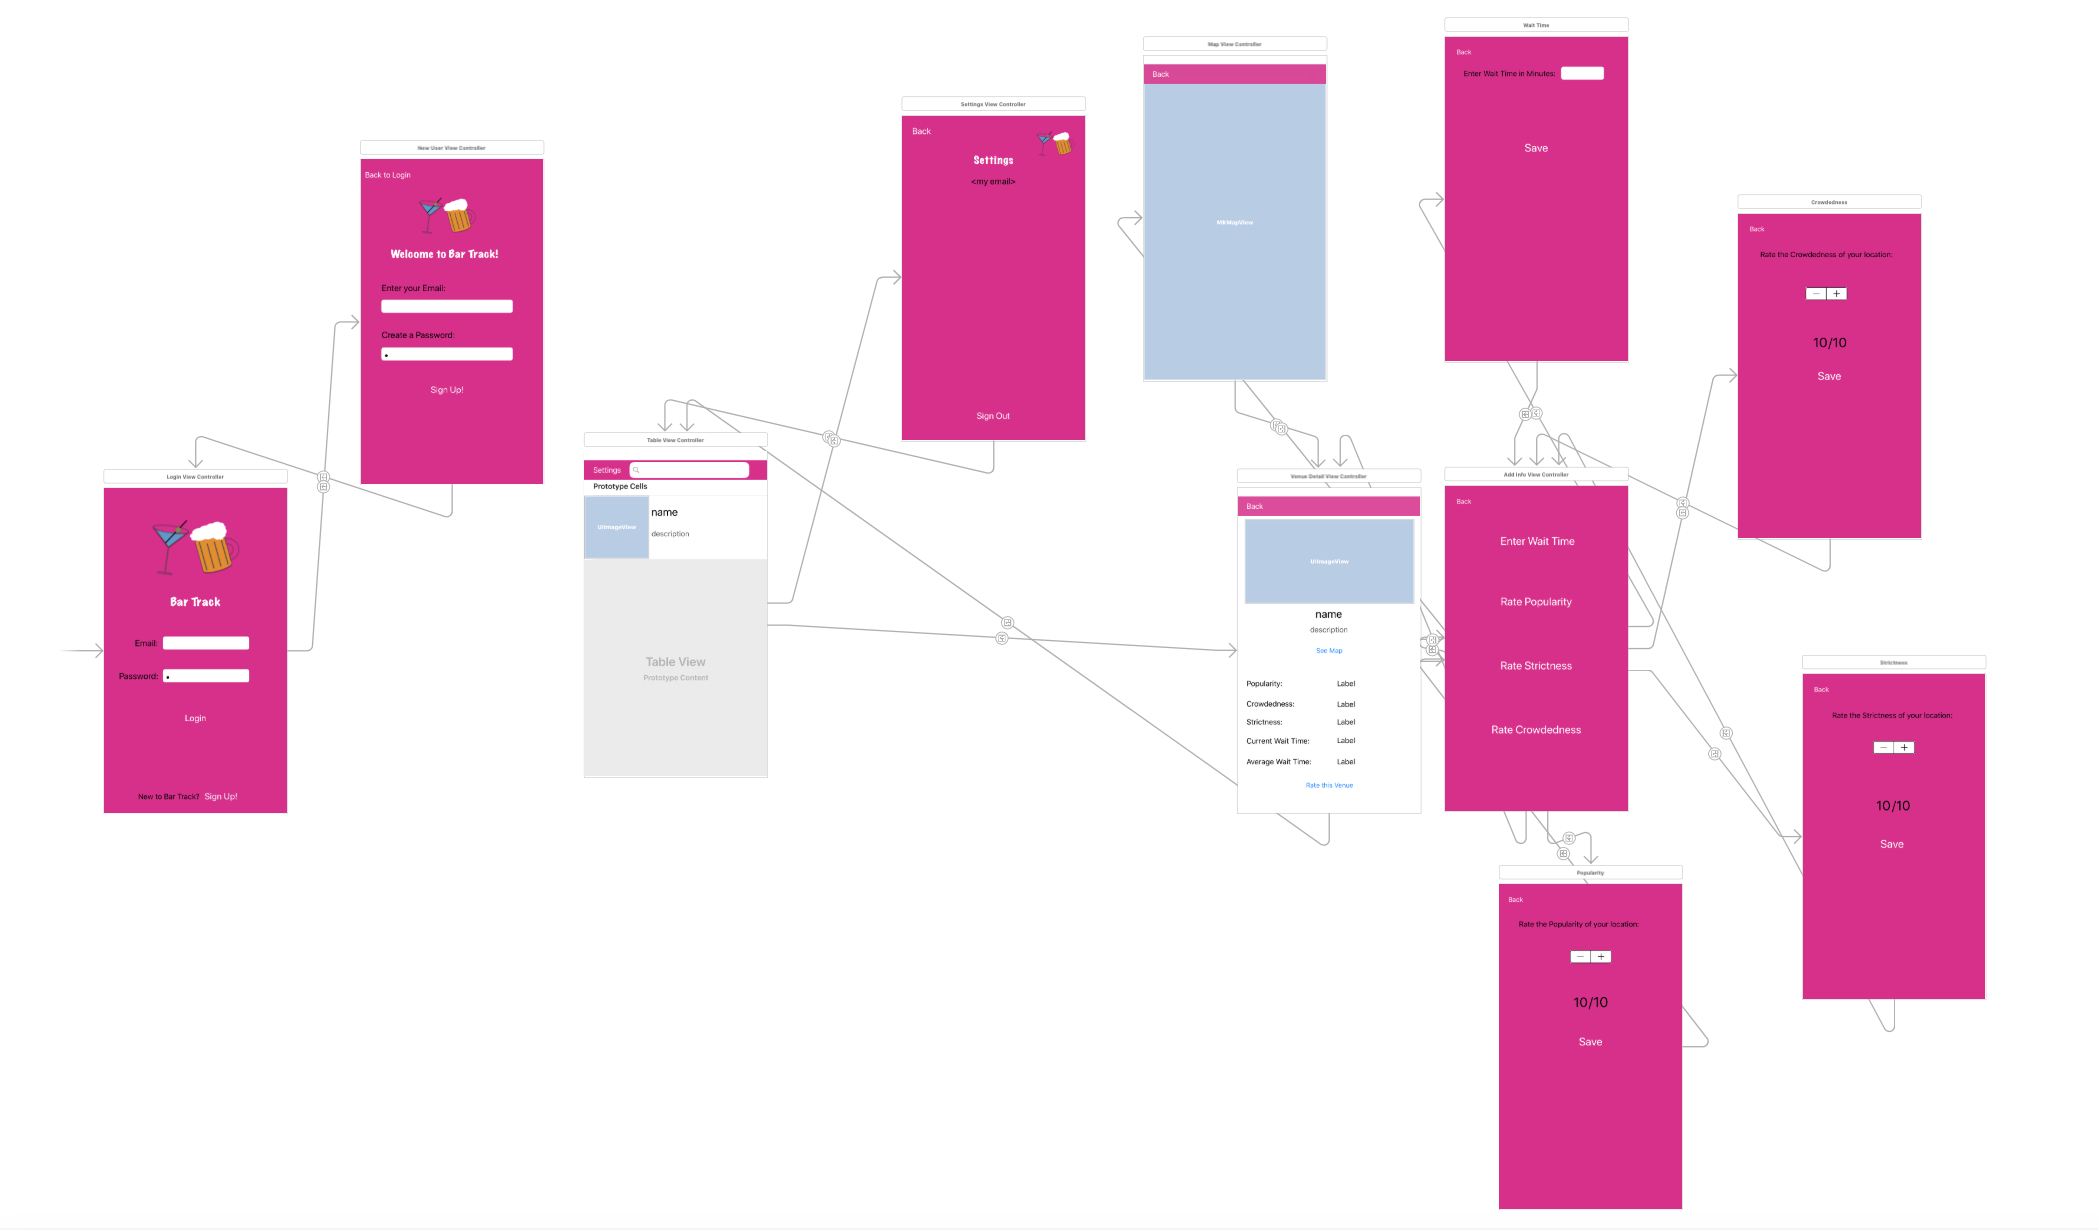 Login View Controller
Bar Track
Email:
Password:
Login
New to Bar Track? Sign Up!
New User View Controller
Back to Login
Welcome to Bar Track!
Enter your Email:
Create a Password:
Sign Up!
Table View Controller
Settings
Prototype Cells
UIImageView
name
description
Table View
Prototype Content
Settings View Controller
Back
Settings
<my email>
Sign Out
Map View Controller
Back
MKMapView
Venue Detail View Controller
Back
UIImageView
name
description
See Map
Popularity: Label
Crowdedness: Label
Strictness: Label
Current Wait Time: Label
Average Wait Time: Label
Rate this Venue
Wait Time
Back
Enter Wait Time in Minutes:
Save
Add Info View Controller
Back
Enter Wait Time
Rate Popularity
Rate Strictness
Rate Crowdedness
Popularity
Back
Rate the Popularity of your location:
− +
10/10
Save
Crowdedness
Back
Rate the Crowdedness of your location:
− +
10/10
Save
Strictness
Back
Rate the Strictness of your location:
− +
10/10
Save